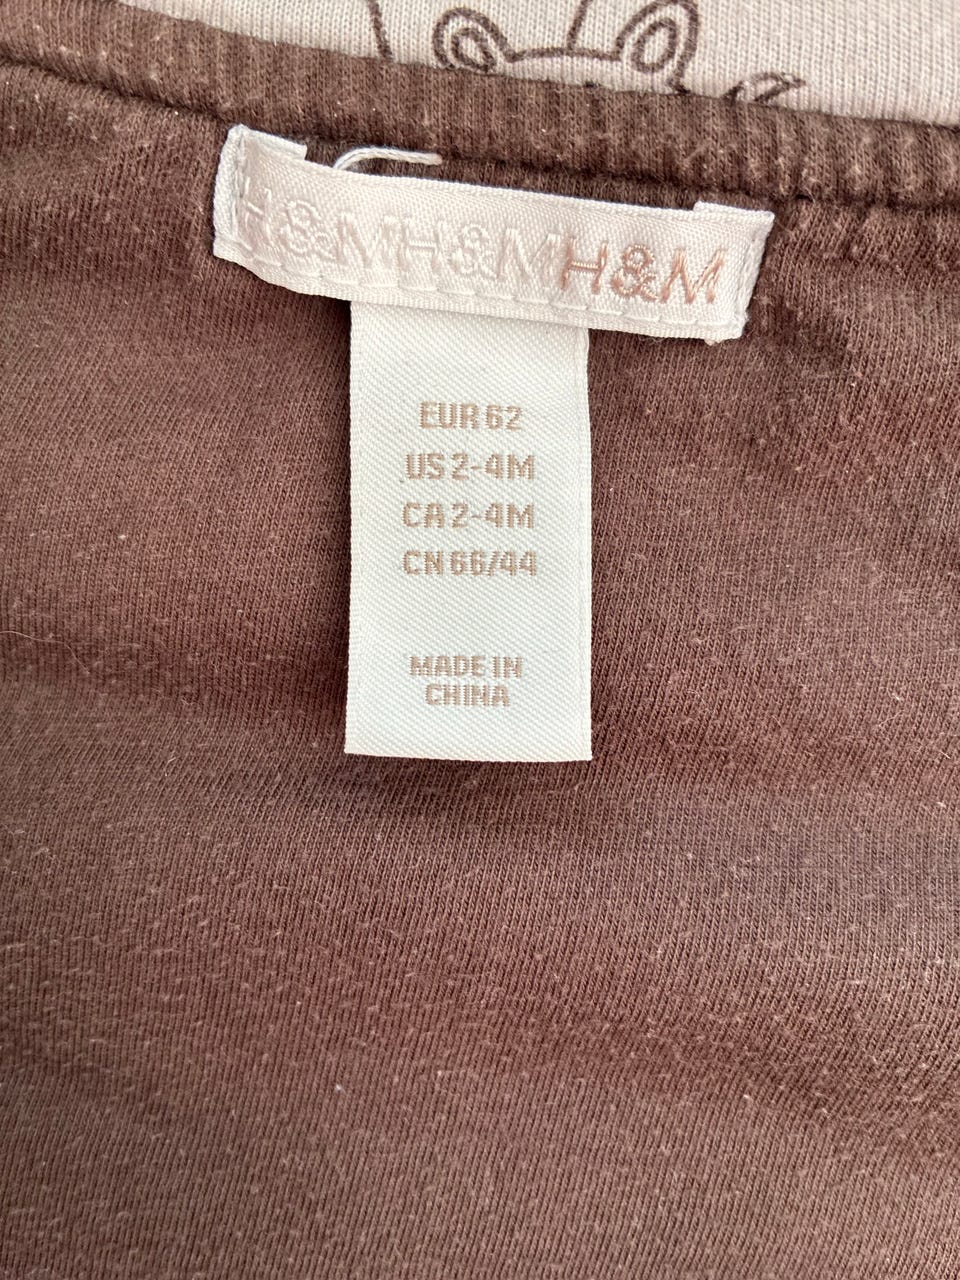 H&MH&MH&M
EUR 62
US 2-4M
CA 2-4M
CN 66/44
MADE IN
CHINA